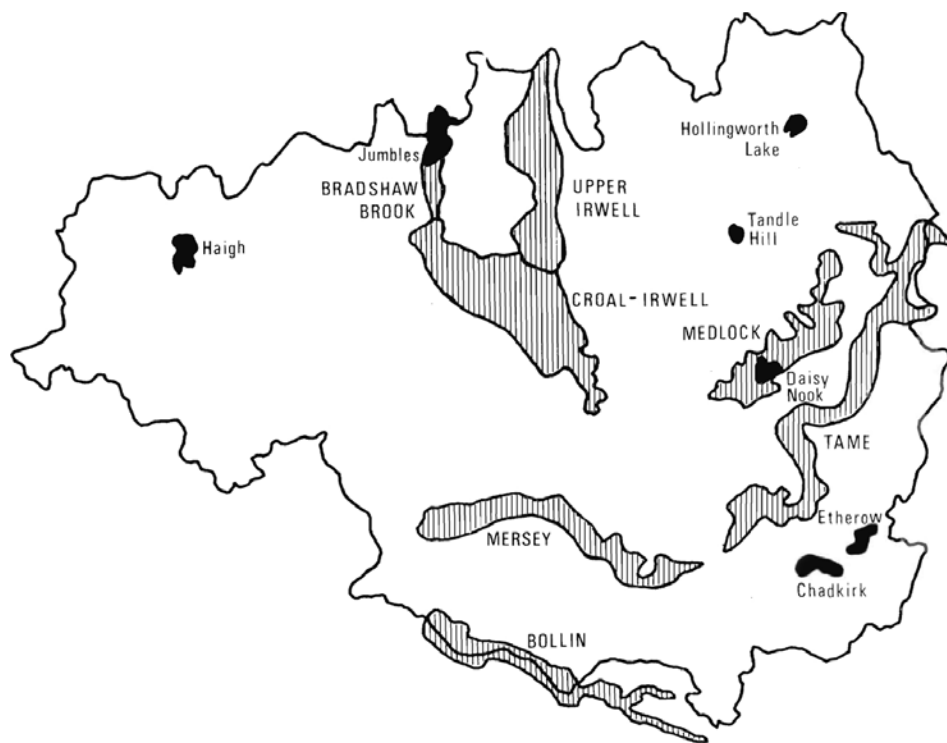 Hollingworth
Lake
Jumbles
BRADSHAW
BROOK
UPPER
IRWELL
Tandle
Hill
Haigh
CROAL-IRWELL
MEDLOCK
Daisy
Nook
TAME
Etherow
MERSEY
Chadkirk
BOLLIN